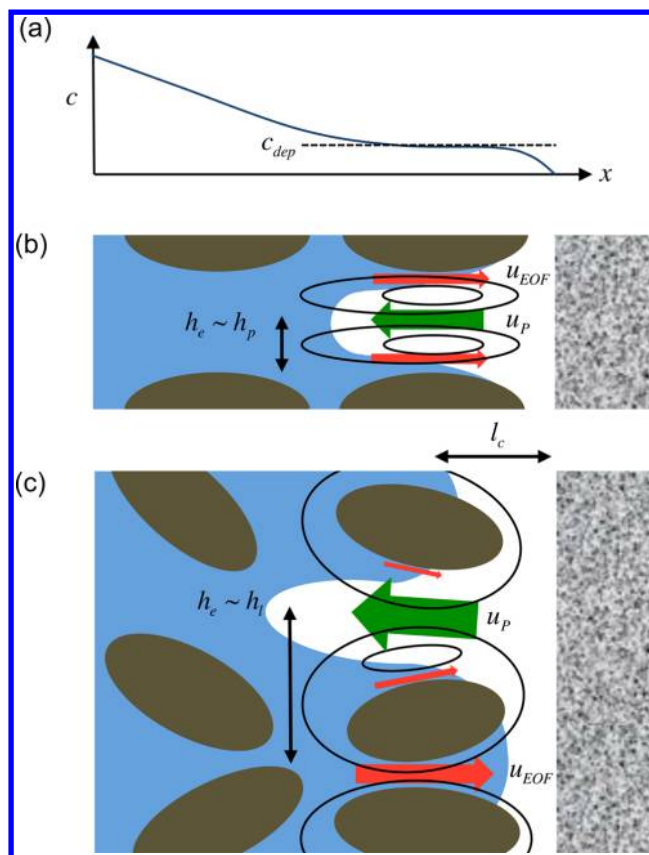 (a)
c
c_dep
x
(b)
u_EOF
h_e ~ h_p
u_P
l_c
(c)
h_e ~ h_l
u_P
u_EOF